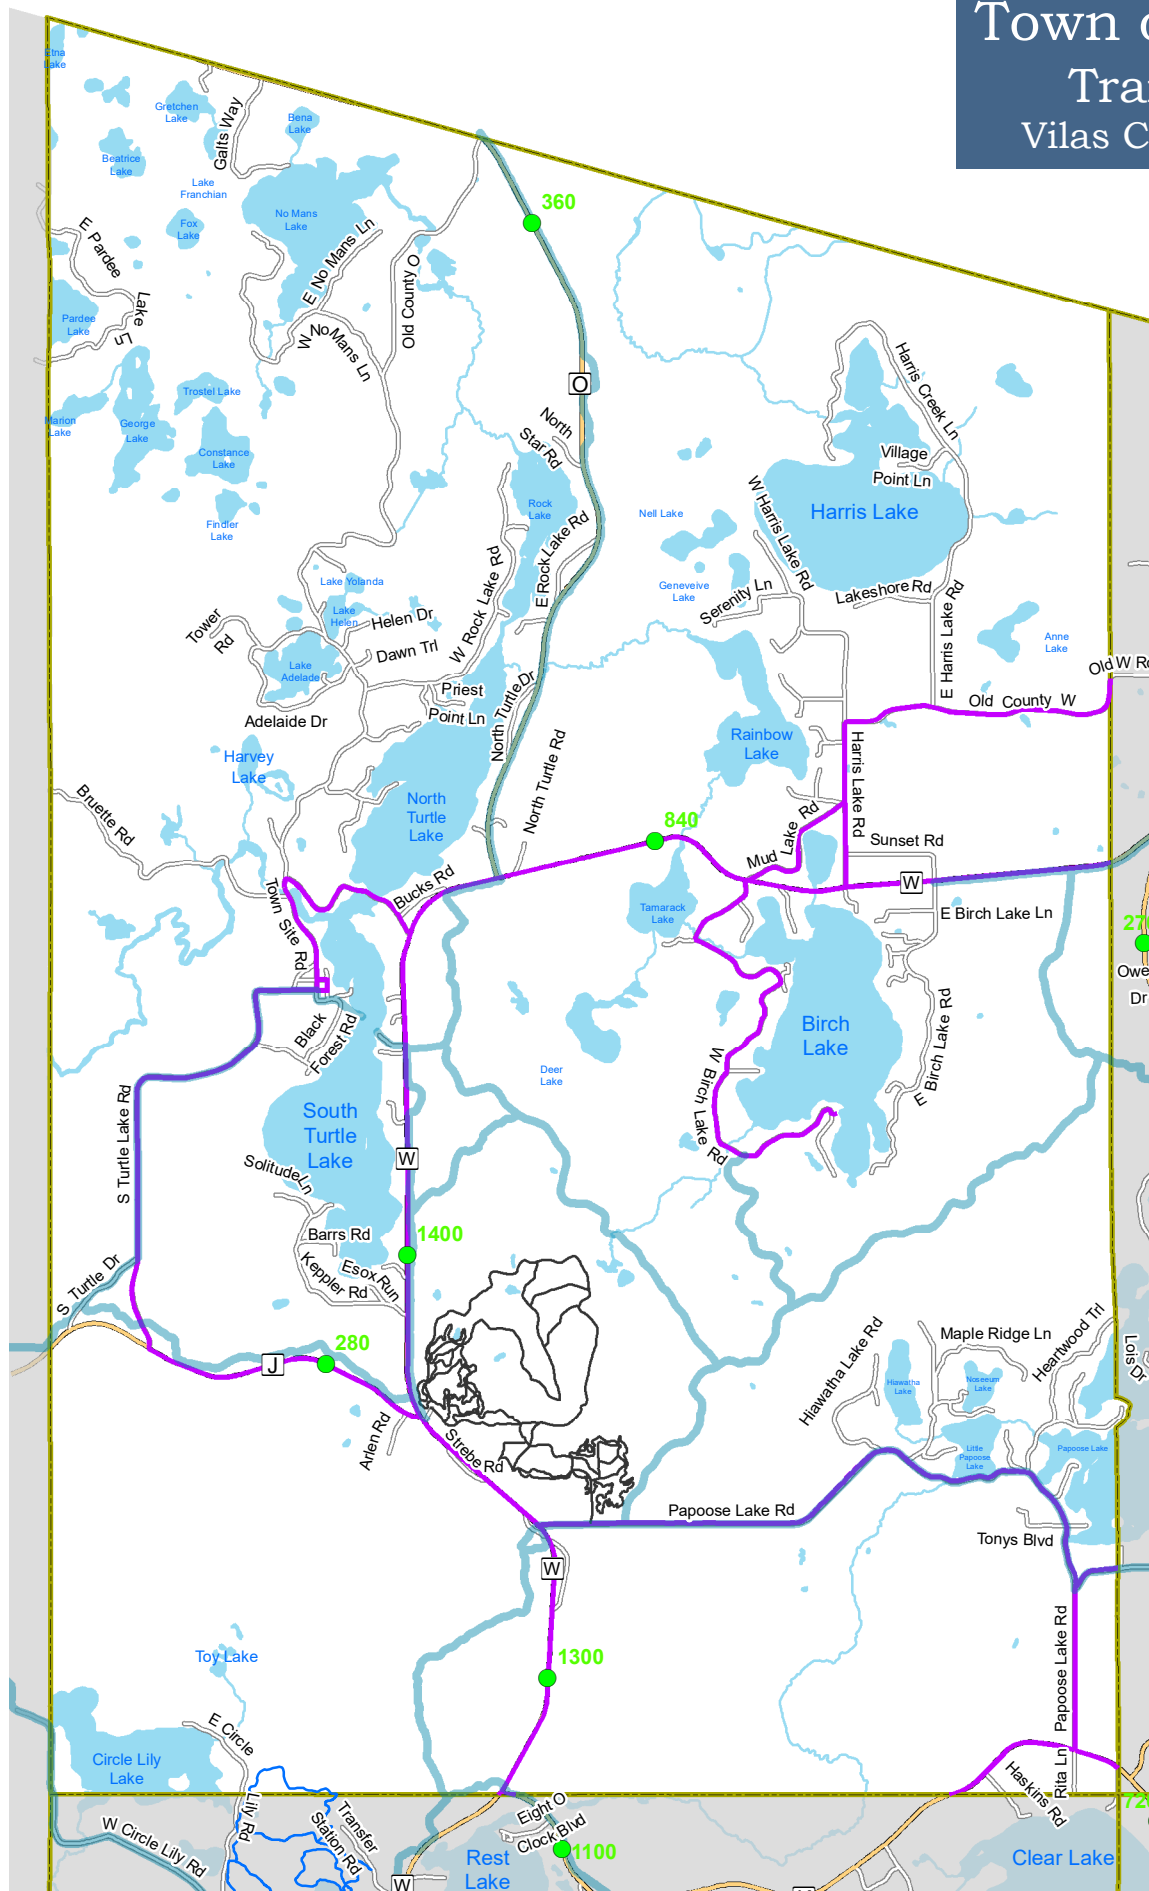 Town o
Tra
Vilas C
Etna
Lake
Gretchen
Lake
Galts Way
Bena
Lake
Beatrice
Lake
Lake
Franchian
360
Fox
Lake
No Mans
Lake
E Pardee
Lake Ln
E No Mans Ln
Old County O
Pardee
Lake
W No Mans Ln
Harris Creek Ln
O
Trostel Lake
Marion
Lake
George
Lake
North
Star Rd
Constance
Lake
Village
Point Ln
W Harris Lake Rd
Rock
Lake
Nell Lake
Harris Lake
Findler
Lake
E Rock Lake Rd
W Rock Lake Rd
Lake Yolanda
Geneveive
Lake
Serenity Ln
Lakeshore Rd
E Harris Lake Rd
Lake
Helen
Helen Dr
Tower
Rd
Dawn Trl
Anne
Lake
Lake
Adelade
Old W Rd
Priest
Point Ln
North Turtle Dr
Old County W
Adelaide Dr
Rainbow
Lake
Harvey
Lake
North Turtle Rd
Harris Lake Rd
Bruette Rd
North
Turtle
Lake
840
Mud Lake Rd
Sunset Rd
W
Bucks Rd
Town Site Rd
Tamarack
Lake
E Birch Lake Ln
270
Owe
Dr
Black
Forest Rd
Birch
Lake
E Birch Lake Rd
W Birch Lake Rd
Deer
Lake
S Turtle Lake Rd
South
Turtle
Lake
W
Solitude Ln
Barrs Rd
1400
Esox Run
Keppler Rd
S Turtle Dr
280
J
Hiawatha Lake Rd
Maple Ridge Ln
Heartwood Trl
Lois Dr
Hiawatha
Lake
Noseeum
Lake
Arlen Rd
Strebe Rd
Little
Papoose
Lake
Papoose Lake
Papoose Lake Rd
Tonys Blvd
W
Papoose Lake Rd
Toy Lake
1300
E Circle
Lily Rd
Circle Lily
Lake
Rita Ln
Haskins Rd
720
W Circle Lily Rd
Transfer
Station Rd
Eight O
Clock Blvd
1100
Rest
Lake
Clear Lake
W